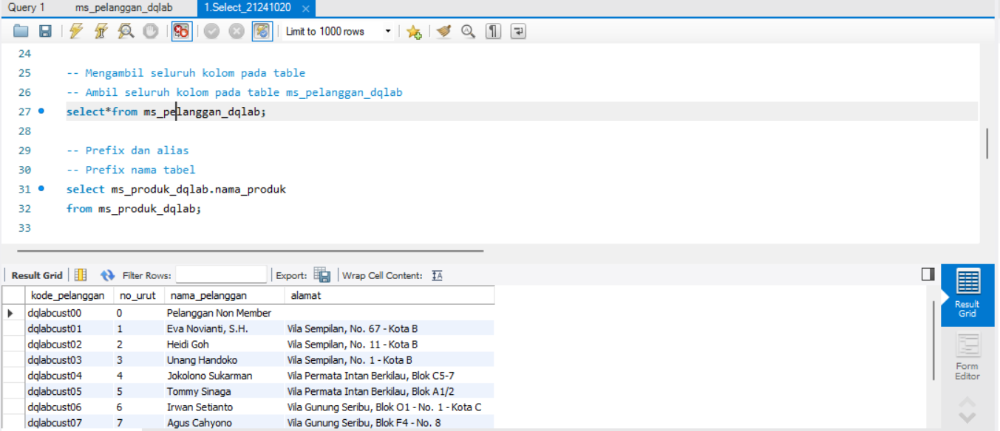 Query 1 ms_pelanggan_dqlab 1.Select_21241020 ×
Limit to 1000 rows
24
25 -- Mengambil seluruh kolom pada table
26 -- Ambil seluruh kolom pada table ms_pelanggan_dqlab
27 select*from ms_pelanggan_dqlab;
28
29 -- Prefix dan alias
30 -- Prefix nama tabel
31 select ms_produk_dqlab.nama_produk
32 from ms_produk_dqlab;
33
Result Grid Filter Rows: Export: Wrap Cell Content: IA
kode_pelanggan no_urut nama_pelanggan alamat
dqlabcust00 0 Pelanggan Non Member
dqlabcust01 1 Eva Novianti, S.H. Vila Sempilan, No. 67 - Kota B
dqlabcust02 2 Heidi Goh Vila Sempilan, No. 11 - Kota B
dqlabcust03 3 Unang Handoko Vila Sempilan, No. 1 - Kota B
dqlabcust04 4 Jokolono Sukarman Vila Permata Intan Berkilau, Blok C5-7
dqlabcust05 5 Tommy Sinaga Vila Permata Intan Berkilau, Blok A1/2
dqlabcust06 6 Irwan Setianto Vila Gunung Seribu, Blok O1 - No. 1 - Kota C
dqlabcust07 7 Agus Cahyono Vila Gunung Seribu, Blok F4 - No. 8
Result
Grid
Form
Editor